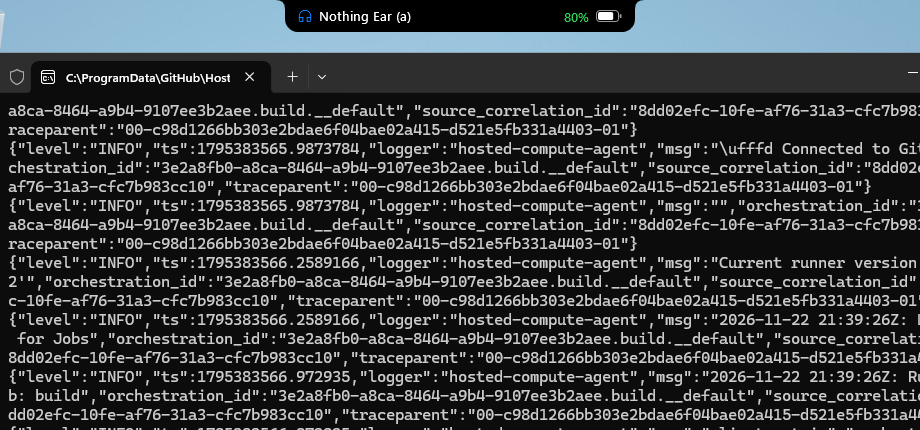 Nothing Ear (a)
80%
C:\ProgramData\GitHub\Host
a8ca-8464-a9b4-9107ee3b2aee.build.__default","source_correlation_id":"8dd02efc-10fe-af76-31a3-cfc7b983
raceparent":"00-c98d1266bb303e2bdae6f04bae02a415-d521e5fb331a4403-01"}
{"level":"INFO","ts":1795383565.9873784,"logger":"hosted-compute-agent","msg":"\ufffd Connected to Git
chestration_id":"3e2a8fb0-a8ca-8464-a9b4-9107ee3b2aee.build.__default","source_correlation_id":"8dd02e
af76-31a3-cfc7b983cc10","traceparent":"00-c98d1266bb303e2bdae6f04bae02a415-d521e5fb331a4403-01"}
{"level":"INFO","ts":1795383565.9873784,"logger":"hosted-compute-agent","msg":"","orchestration_id":"
a8ca-8464-a9b4-9107ee3b2aee.build.__default","source_correlation_id":"8dd02efc-10fe-af76-31a3-cfc7b983
raceparent":"00-c98d1266bb303e2bdae6f04bae02a415-d521e5fb331a4403-01"}
{"level":"INFO","ts":1795383566.2589166,"logger":"hosted-compute-agent","msg":"Current runner version
2'","orchestration_id":"3e2a8fb0-a8ca-8464-a9b4-9107ee3b2aee.build.__default","source_correlation_id"
c-10fe-af76-31a3-cfc7b983cc10","traceparent":"00-c98d1266bb303e2bdae6f04bae02a415-d521e5fb331a4403-01"
{"level":"INFO","ts":1795383566.2589166,"logger":"hosted-compute-agent","msg":"2026-11-22 21:39:26Z:
for Jobs","orchestration_id":"3e2a8fb0-a8ca-8464-a9b4-9107ee3b2aee.build.__default","source_correlati
8dd02efc-10fe-af76-31a3-cfc7b983cc10","traceparent":"00-c98d1266bb303e2bdae6f04bae02a415-d521e5fb331a4
{"level":"INFO","ts":1795383566.972935,"logger":"hosted-compute-agent","msg":"2026-11-22 21:39:26Z: Ru
b: build","orchestration_id":"3e2a8fb0-a8ca-8464-a9b4-9107ee3b2aee.build.__default","source_correlatio
dd02efc-10fe-af76-31a3-cfc7b983cc10","traceparent":"00-c98d1266bb303e2bdae6f04bae02a415-d521e5fb331a44